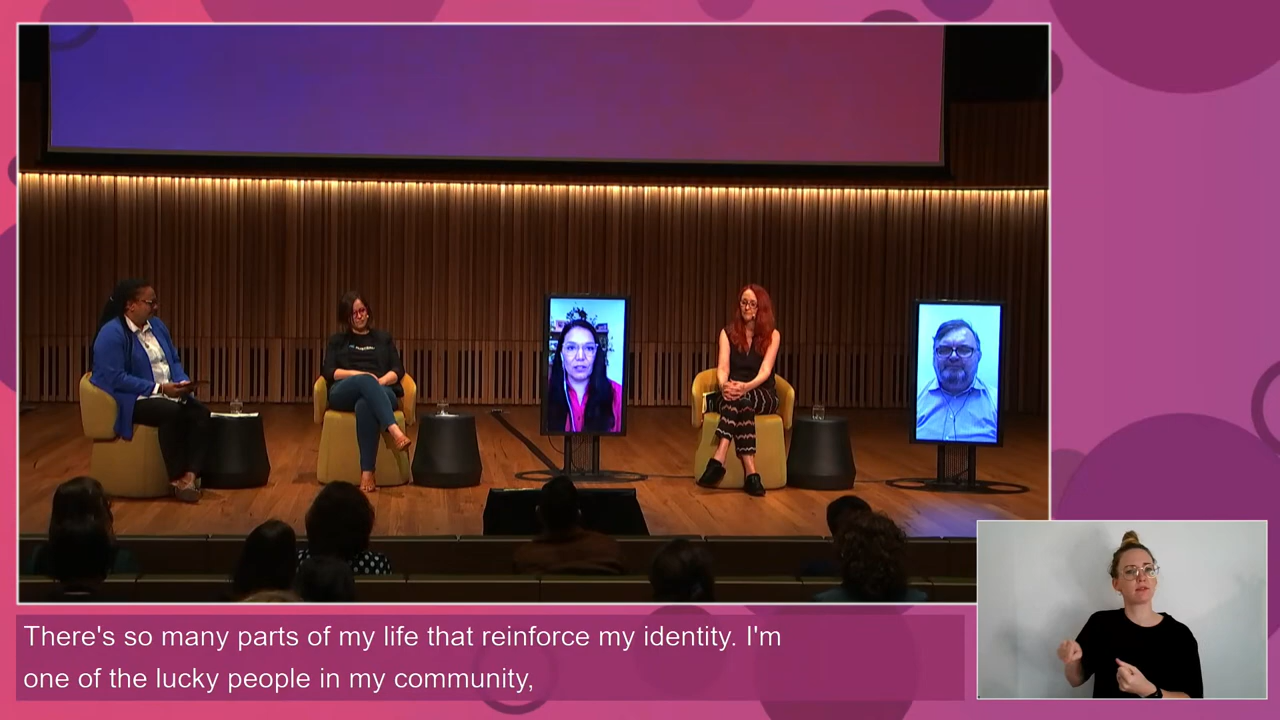 There's so many parts of my life that reinforce my identity. I'm
one of the lucky people in my community,